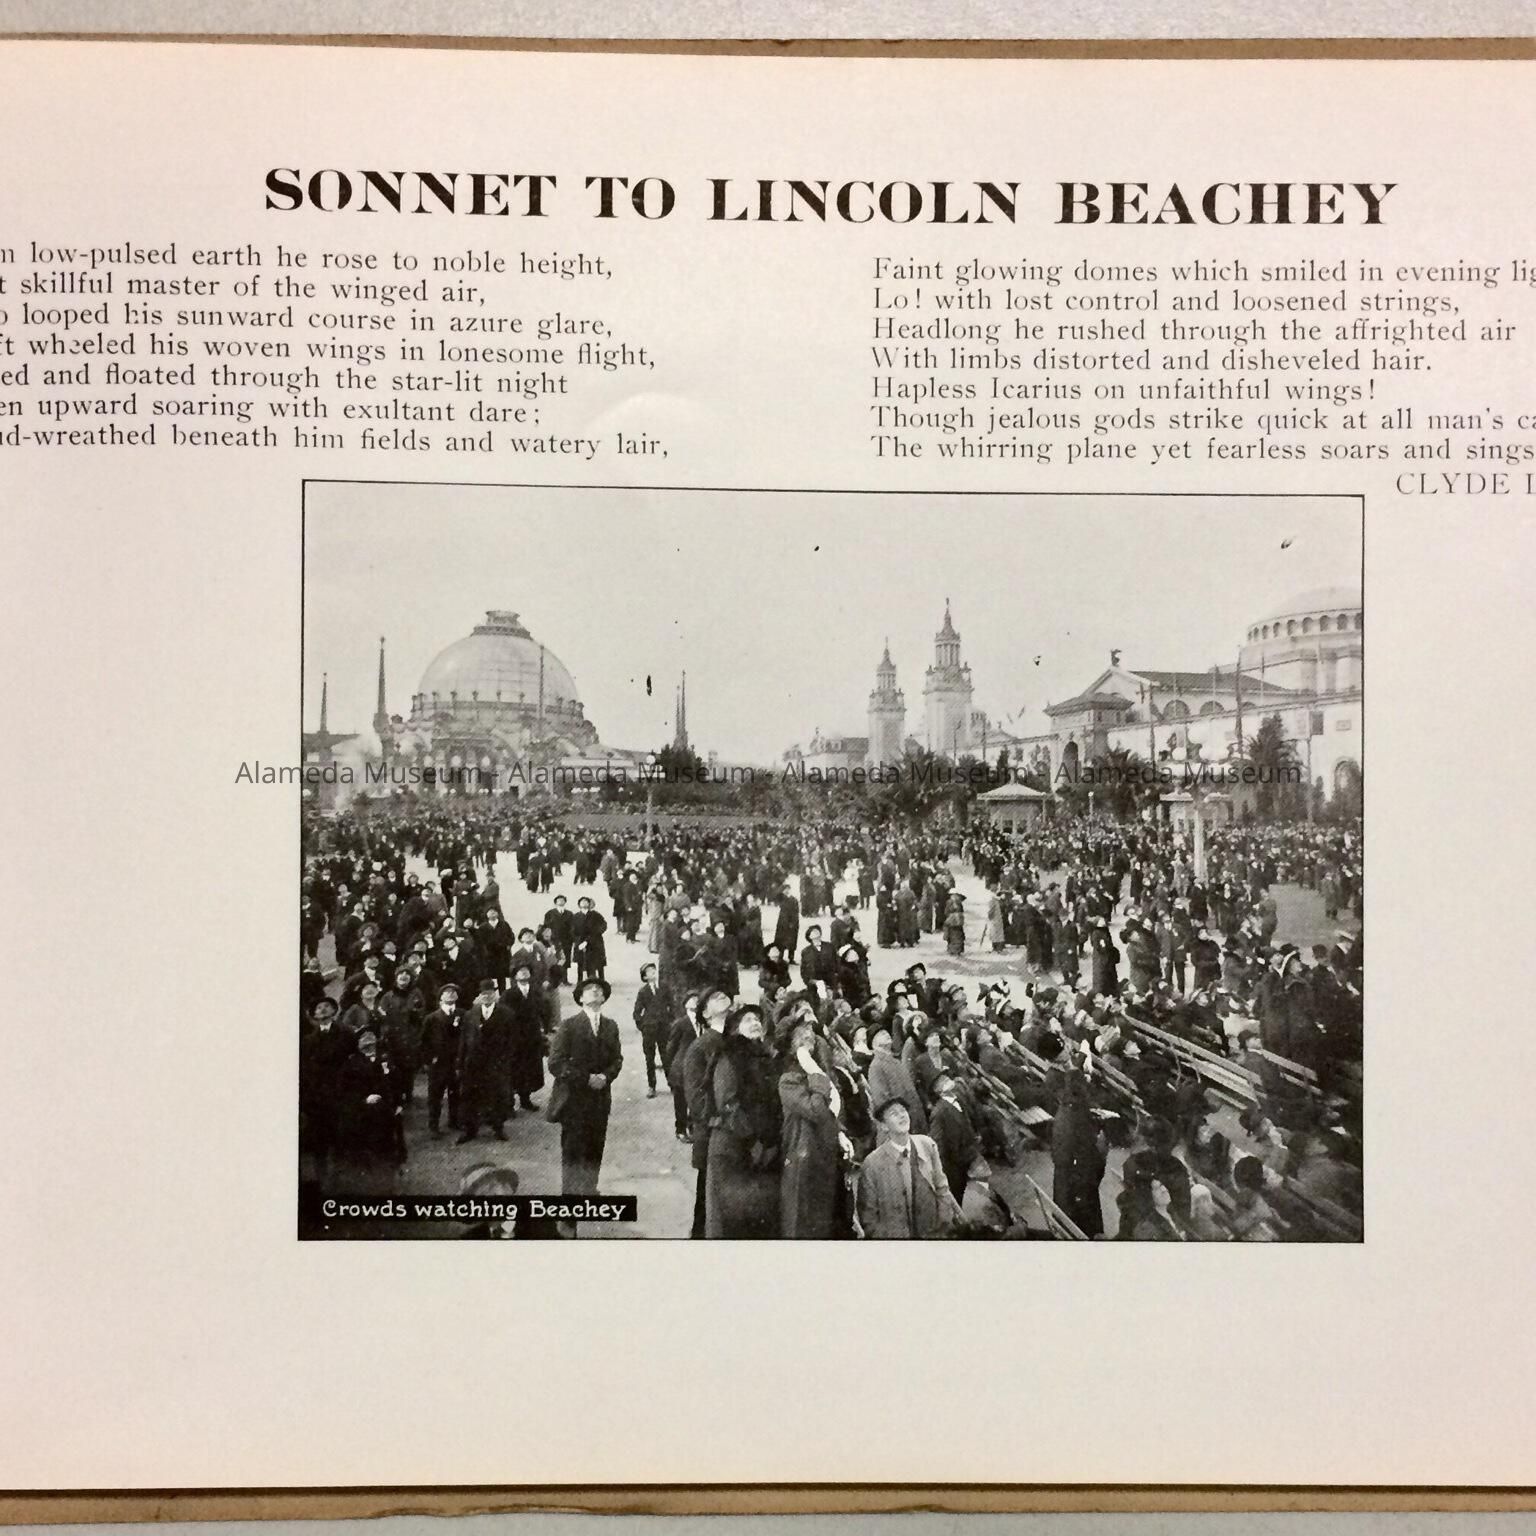 SONNET TO LINCOLN BEACHEY
low-pulsed earth he rose to noble height,
skillful master of the winged air,
looped his sunward course in azure glare,
wheeled his woven wings in lonesome flight,
and floated through the star-lit night
upward soaring with exultant dare;
beneath him fields and watery lair,
Faint glowing domes which smiled in evening
Lo! with lost control and loosened strings,
Headlong he rushed through the affrighted air
With limbs distorted and disheveled hair.
Hapless Icarius on unfaithful wings!
Though jealous gods strike quick at all man's
The whirring plane yet fearless soars and sings
CLYDE
Alameda Museum - Alameda Museum - Alameda Museum - Alameda Museum
Crowds watching Beachey